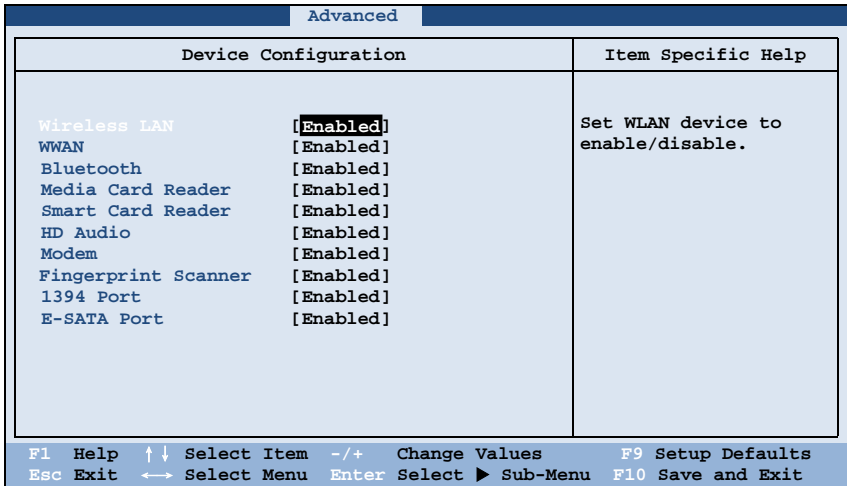 Advanced
Device Configuration
Item Specific Help
Wireless LAN [Enabled]
Set WLAN device to
enable/disable.
WWAN [Enabled]
Bluetooth [Enabled]
Media Card Reader [Enabled]
Smart Card Reader [Enabled]
HD Audio [Enabled]
Modem [Enabled]
Fingerprint Scanner [Enabled]
1394 Port [Enabled]
E-SATA Port [Enabled]
F1 Help ↑↓ Select Item -/+ Change Values F9 Setup Defaults
Esc Exit ←→ Select Menu Enter Select ▶ Sub-Menu F10 Save and Exit